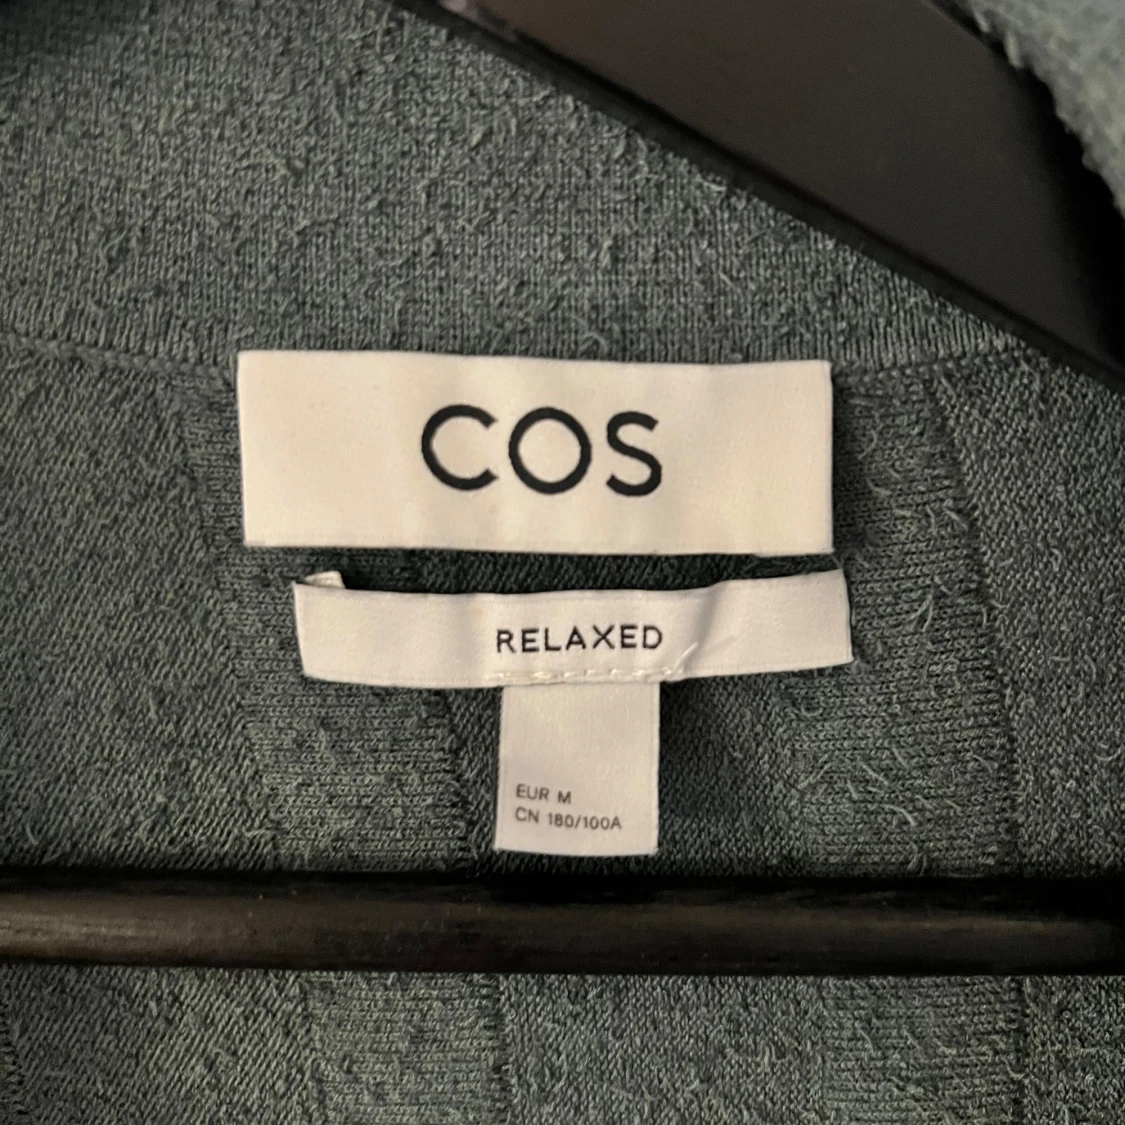 COS
RELAXED
EUR M
CN 180/100A